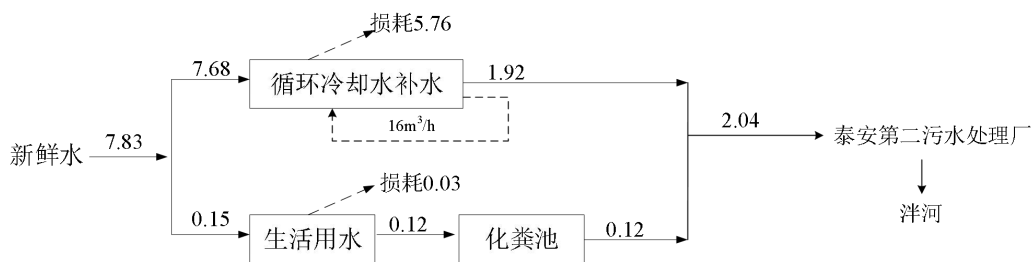 损耗5.76
7.68
循环冷却水补水
1.92
16m³/h
新鲜水
7.83
2.04
泰安第二污水处理厂
损耗0.03
泮河
0.15
生活用水
0.12
化粪池
0.12